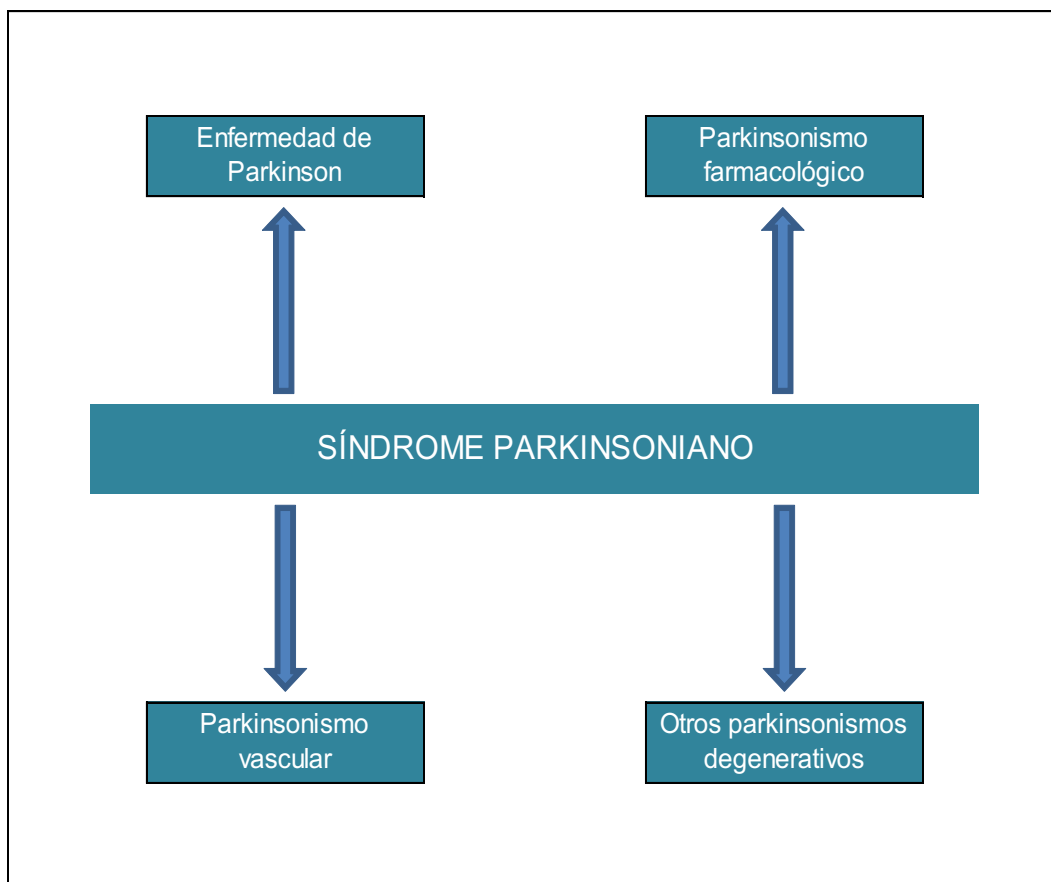 Enfermedad de
Parkinson
Parkinsonismo
farmacológico
SÍNDROME PARKINSONIANO
Parkinsonismo
vascular
Otros parkinsonismos
degenerativos